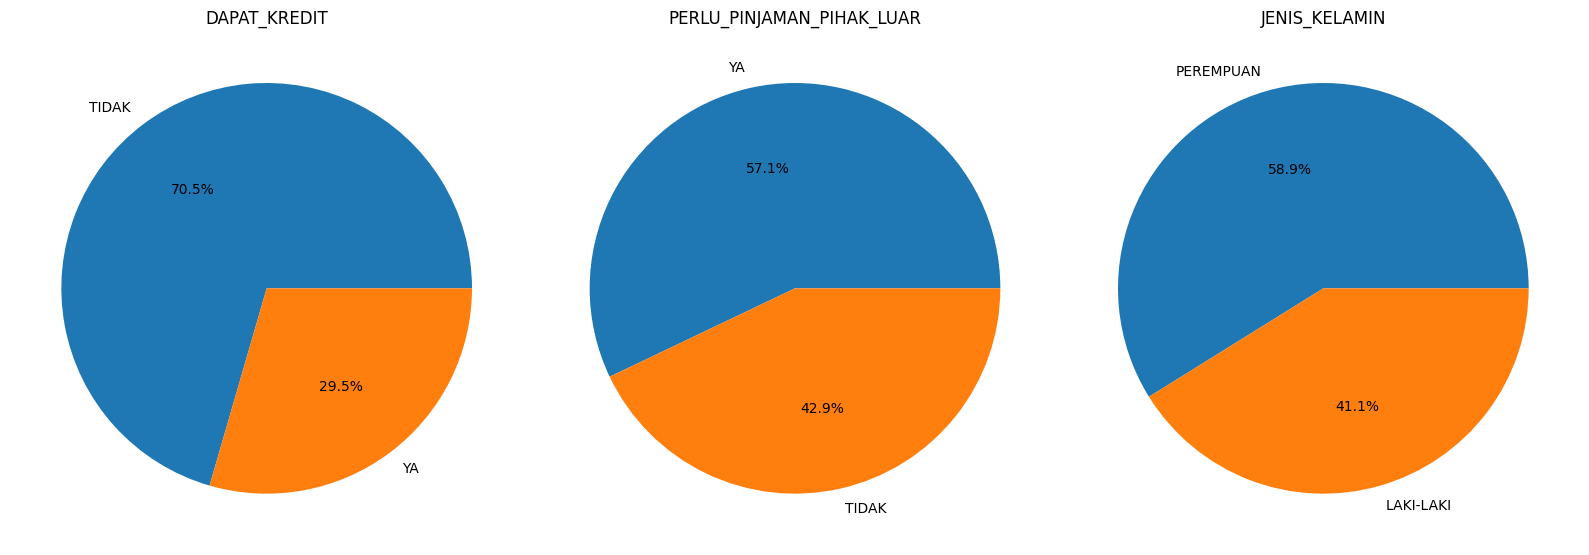 DAPAT_KREDIT
TIDAK
70.5%
29.5%
YA
PERLU_PINJAMAN_PIHAK_LUAR
YA
57.1%
42.9%
TIDAK
JENIS_KELAMIN
PEREMPUAN
58.9%
41.1%
LAKI-LAKI